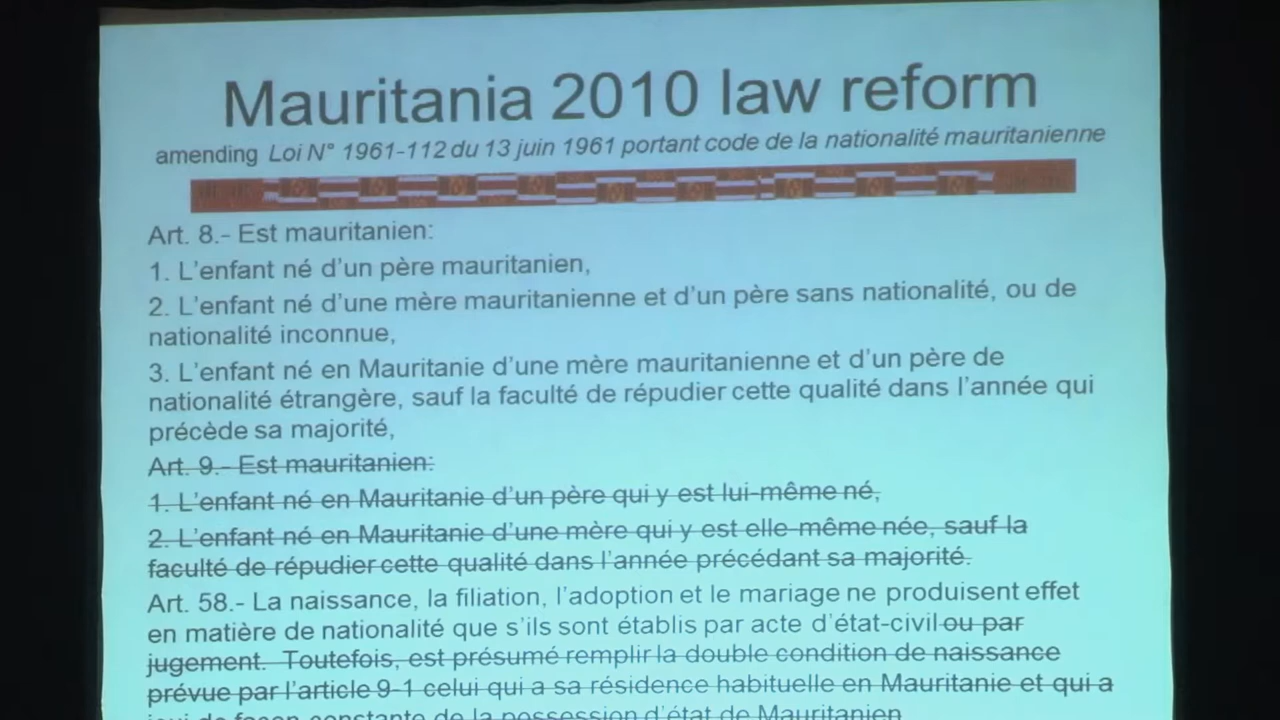 Mauritania 2010 law reform
amending Loi N° 1961-112 du 13 juin 1961 portant code de la nationalité mauritanienne
Art. 8.- Est mauritanien:
1. L'enfant né d'un père mauritanien,
2. L'enfant né d'une mère mauritanienne et d'un père sans nationalité, ou de
nationalité inconnue,
3. L'enfant né en Mauritanie d'une mère mauritanienne et d'un père de
nationalité étrangère, sauf la faculté de répudier cette qualité dans l'année qui
précède sa majorité,
Art. 9.- Est mauritanien:
1. L'enfant né en Mauritanie d'un père qui y est lui-même né,
2. L'enfant né en Mauritanie d'une mère qui y est elle-même née, sauf la
faculté de répudier cette qualité dans l'année précédant sa majorité.
Art. 58.- La naissance, la filiation, l'adoption et le mariage ne produisent effet
en matière de nationalité que s'ils sont établis par acte d'état-civil ou par
jugement. Toutefois, est présumé remplir la double condition de naissance
prévue par l'article 9-1 celui qui a sa résidence habituelle en Mauritanie et qui a
joui de façon constante de la possession d'état de Mauritanien